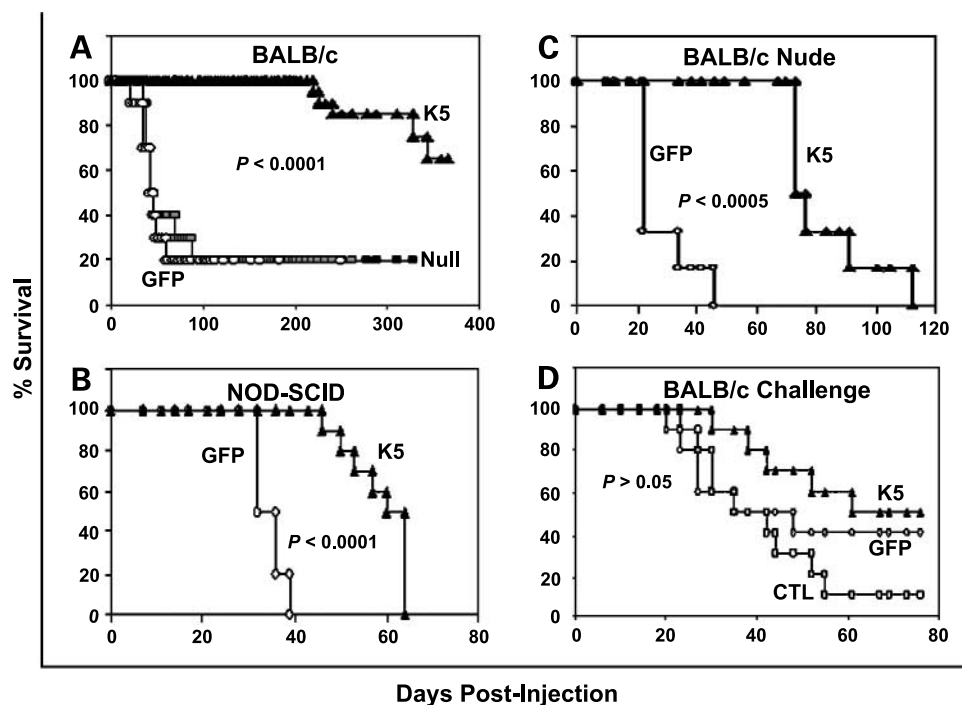 % Survival
A
BALB/c
100
80
60
40
20
0
K5
P < 0.0001
GFP
Null
0 100 200 300 400
B
NOD-SCID
100
80
60
40
20
0
GFP
K5
P < 0.0001
0 20 40 60 80
C
BALB/c Nude
100
80
60
40
20
0
GFP
K5
P < 0.0005
0 20 40 60 80 100 120
D
BALB/c Challenge
100
80
60
40
20
0
P > 0.05
K5
GFP
CTL
0 20 40 60 80
Days Post-Injection